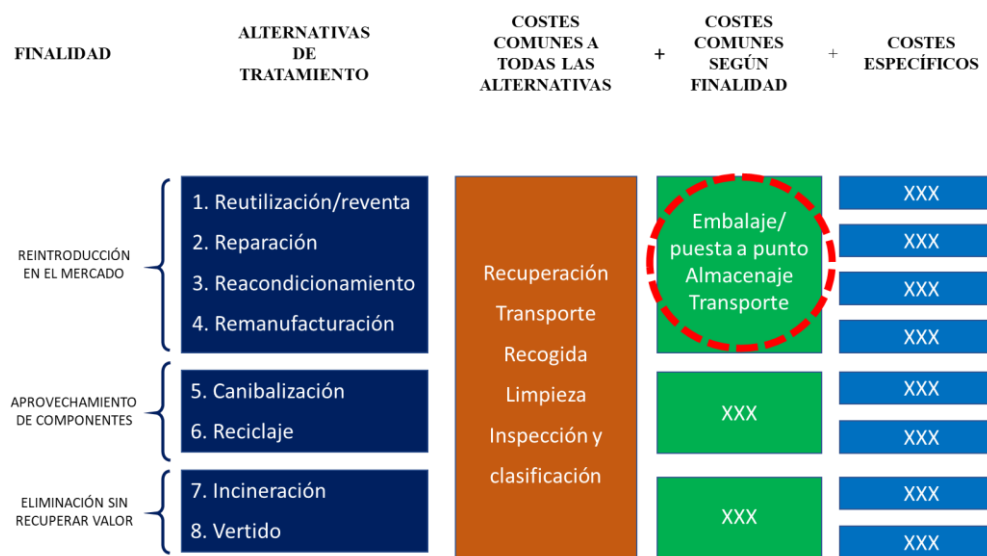 FINALIDAD
ALTERNATIVAS
DE
TRATAMIENTO
COSTES
COMUNES A
TODAS LAS
ALTERNATIVAS
+
COSTES
COMUNES
SEGÚN
FINALIDAD
+
COSTES
ESPECÍFICOS
REINTRODUCCIÓN
EN EL MERCADO
1. Reutilización/reventa
2. Reparación
3. Reacondicionamiento
4. Remanufacturación
APROVECHAMIENTO
DE COMPONENTES
5. Canibalización
6. Reciclaje
ELIMINACIÓN SIN
RECUPERAR VALOR
7. Incineración
8. Vertido
Recuperación
Transporte
Recogida
Limpieza
Inspección y
clasificación
Embalaje/
puesta a punto
Almacenaje
Transporte
XXX
XXX
XXX
XXX
XXX
XXX
XXX
XXX
XXX
XXX